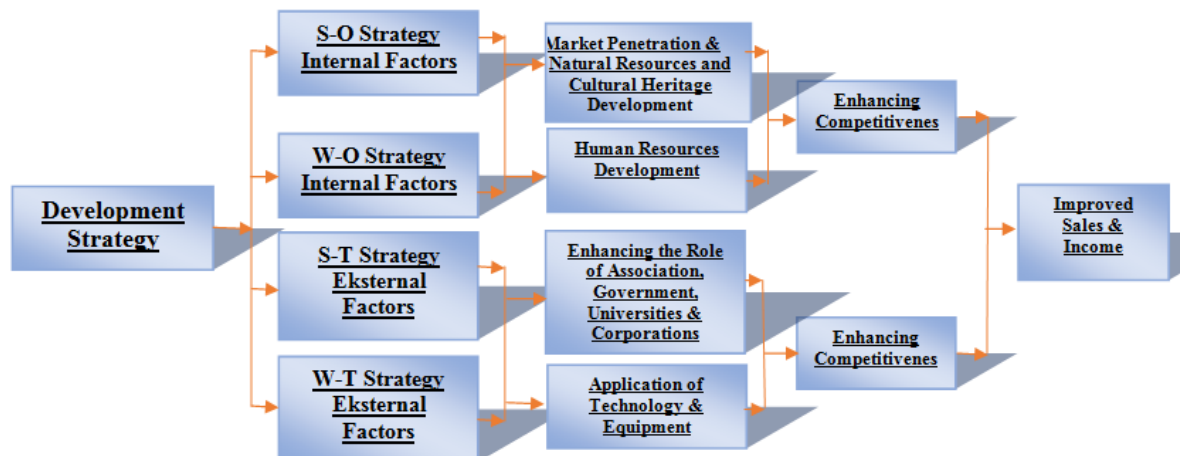 Development
Strategy
S-O Strategy
Internal Factors
W-O Strategy
Internal Factors
S-T Strategy
Eksternal
Factors
W-T Strategy
Eksternal
Factors
Market Penetration &
Natural Resources and
Cultural Heritage
Development
Human Resources
Development
Enhancing the Role
of Association,
Government,
Universities &
Corporations
Application of
Technology &
Equipment
Enhancing
Competitivenes
Enhancing
Competitivenes
Improved
Sales &
Income